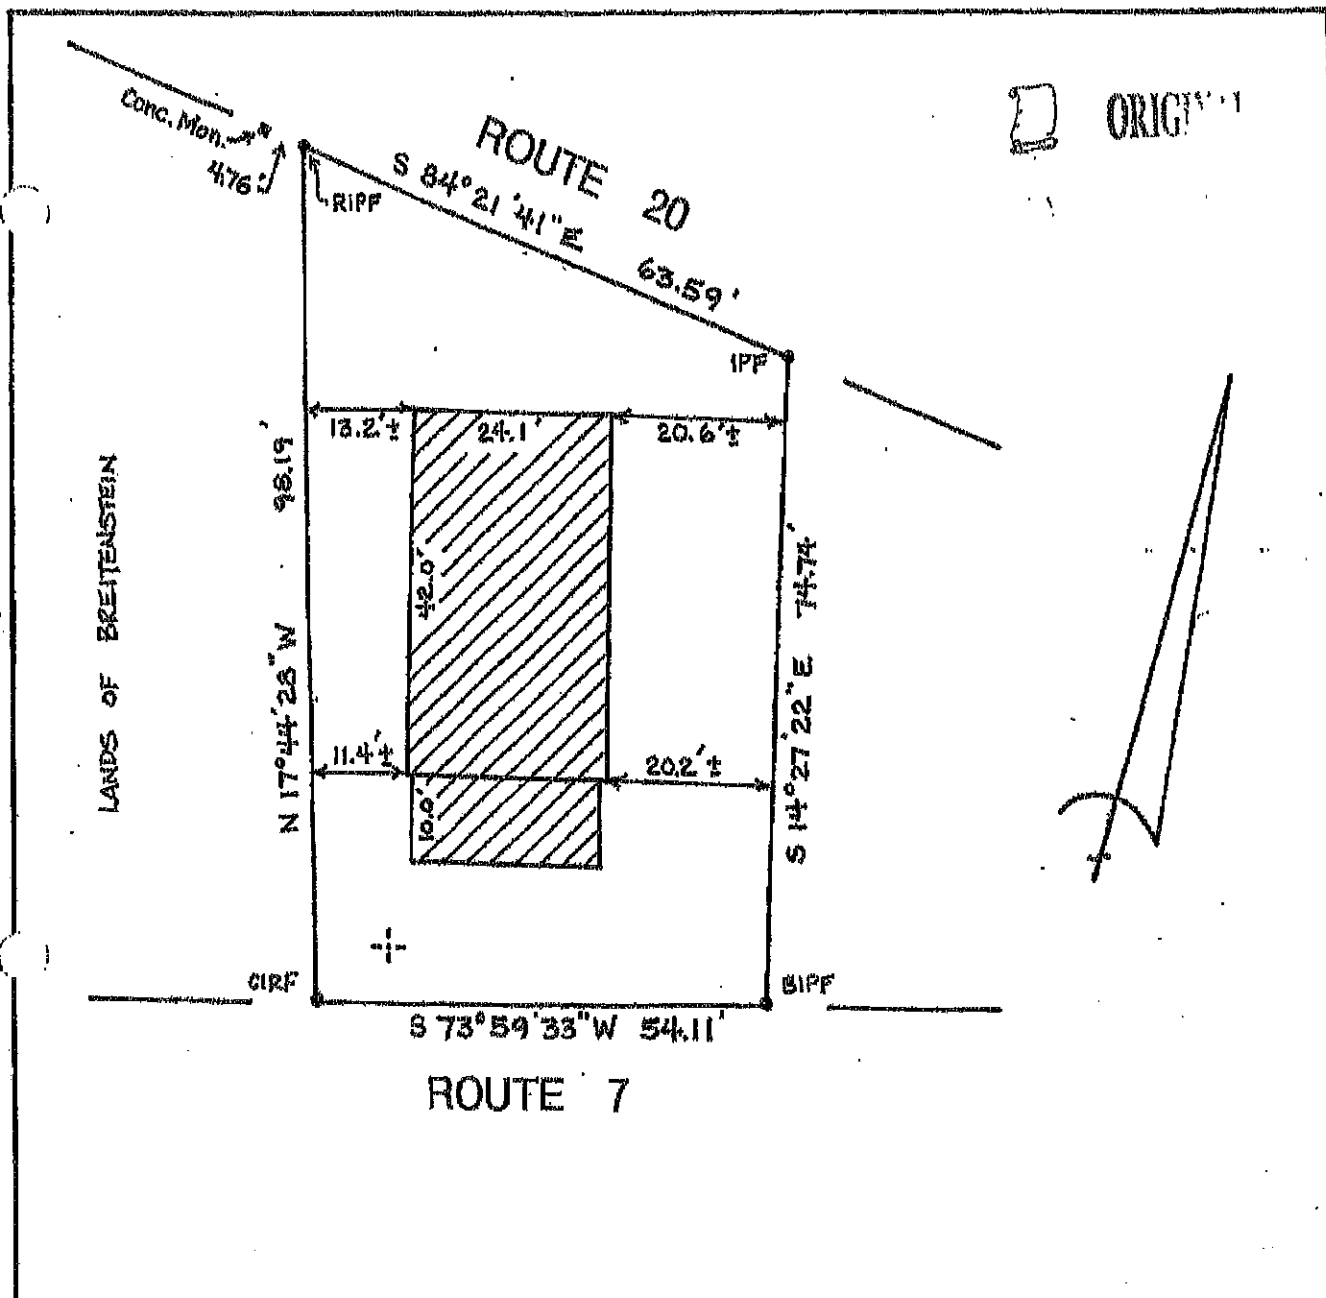 ORIGIN
Conc. Mon.
4.76'
RIPF
ROUTE 20
S 84°21'41"E 63.59'
IPF
13.2'±
24.1'
20.6'±
LANDS OF BREITENSTEIN
N 17°44'28"W 98.19'
42.0'
S 14°27'22"E 74.74'
11.4'±
20.2'±
10.0'
CIRF
BIPF
S 73°59'33"W 54.11'
ROUTE 7